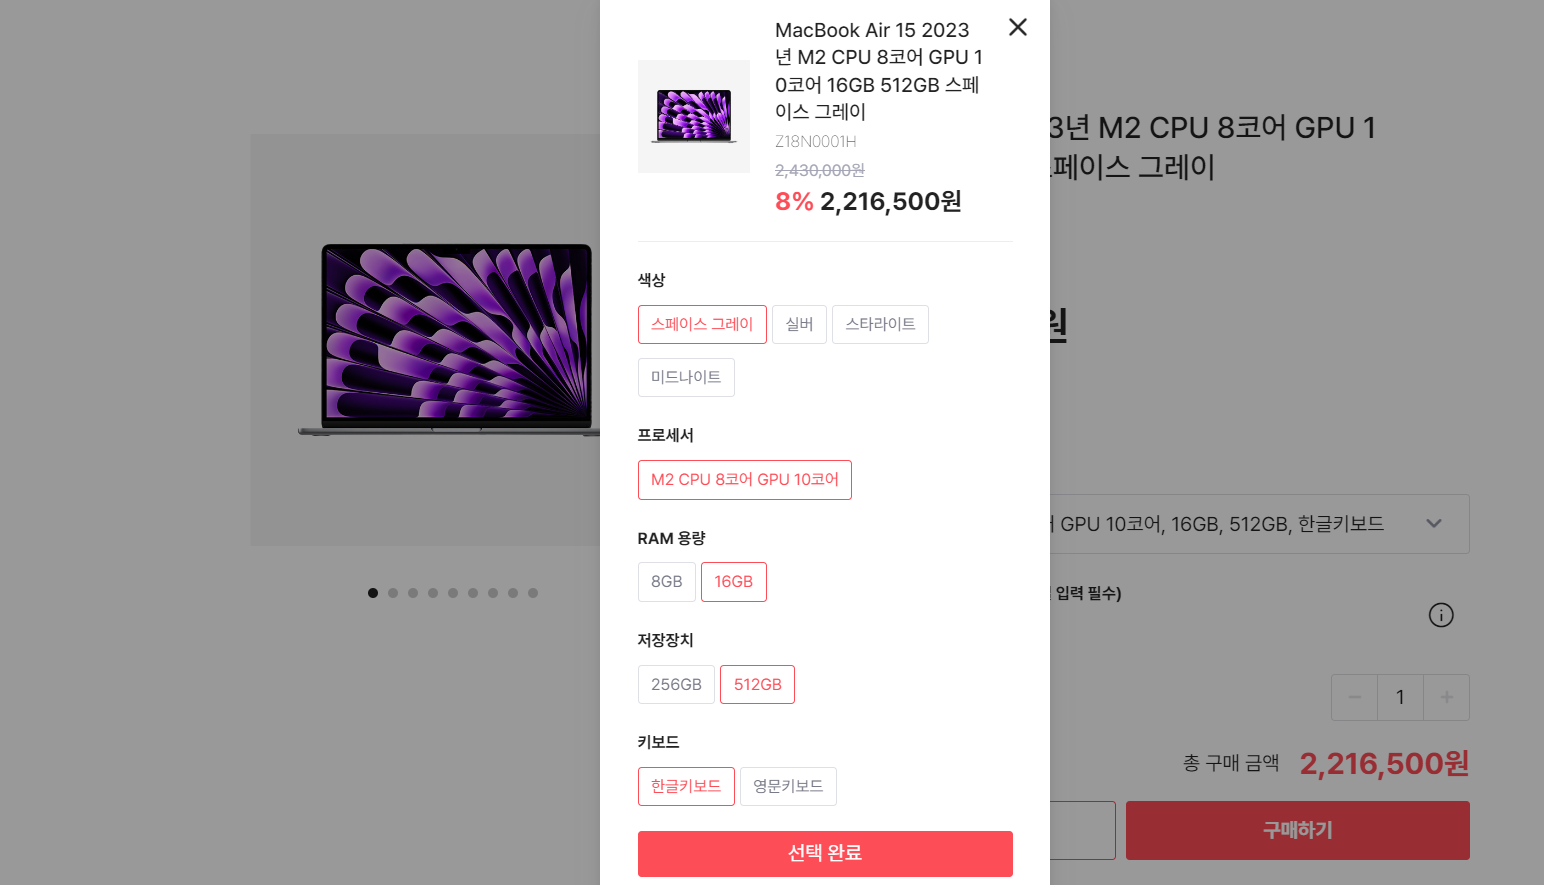 MacBook Air 15 2023
년 M2 CPU 8코어 GPU 1
0코어 16GB 512GB 스페
이스 그레이
Z18N0001H
2,430,000원
8% 2,216,500원
색상
스페이스 그레이 실버 스타라이트
미드나이트
프로세서
M2 CPU 8코어 GPU 10코어
RAM 용량
8GB 16GB
저장장치
256GB 512GB
키보드
한글키보드 영문키보드
선택 완료
3년 M2 CPU 8코어 GPU 1
스페이스 그레이
원
GPU 10코어, 16GB, 512GB, 한글키보드
입력 필수)
1
총 구매 금액 2,216,500원
구매하기